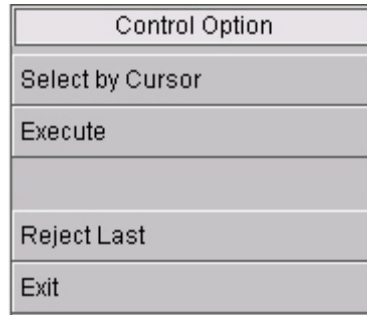 Control Option
Select by Cursor
Execute
Reject Last
Exit